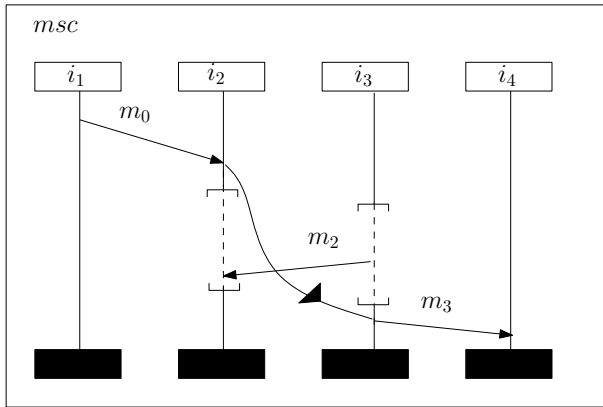 msc
i₁ i₂ i₃ i₄
m₀
m₂
m₃